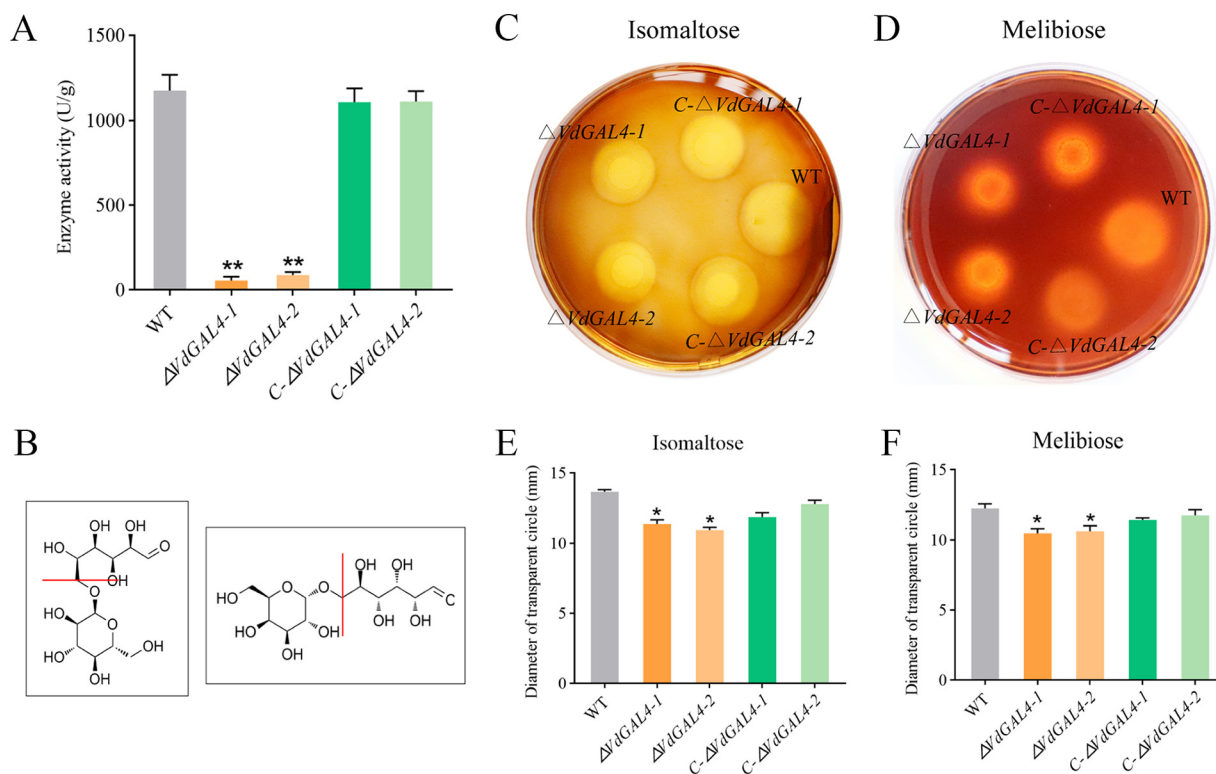 A
Enzyme activity (U/g)
1500
1000
500
0
**
**
WT
ΔVdGAL4-1
ΔVdGAL4-2
C-ΔVdGAL4-1
C-ΔVdGAL4-2
C
Isomaltose
C-△VdGAL4-1
△VdGAL4-1
WT
△VdGAL4-2
C-△VdGAL4-2
D
Melibiose
C-△VdGAL4-1
△VdGAL4-1
WT
△VdGAL4-2
C-△VdGAL4-2
B
OH OH
HO
O
OH
OH
O
HO
O
HO
OH
OH
OH OH
HO
O
O
C
HO
OH
OH
OH OH
OH
E
Isomaltose
Diameter of transparent circle (mm)
15
10
5
0
*
*
WT
ΔVdGAL4-1
ΔVdGAL4-2
C-ΔVdGAL4-1
C-ΔVdGAL4-2
F
Melibiose
Diameter of transparent circle (mm)
15
10
5
0
*
*
WT
ΔVdGAL4-1
ΔVdGAL4-2
C-ΔVdGAL4-1
C-ΔVdGAL4-2